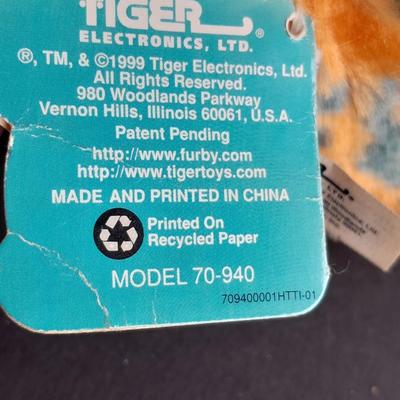 TIGER
ELECTRONICS, LTD.®
®, TM, & ©1999 Tiger Electronics, Ltd.
All Rights Reserved.
980 Woodlands Parkway
Vernon Hills, Illinois 60061, U.S.A.
Patent Pending
http://www.furby.com
http://www.tigertoys.com
MADE AND PRINTED IN CHINA
Printed On
Recycled Paper
MODEL 70-940
709400001HTTI-01
LTD.